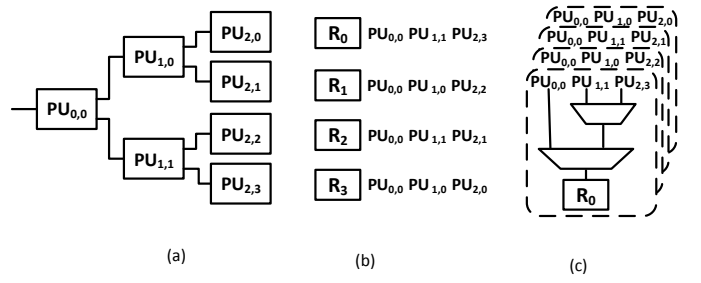 PU0,0
PU1,0
PU1,1
PU2,0
PU2,1
PU2,2
PU2,3
(a)
R0 PU0,0 PU1,1 PU2,3
R1 PU0,0 PU1,0 PU2,2
R2 PU0,0 PU1,1 PU2,1
R3 PU0,0 PU1,0 PU2,0
(b)
PU0,0 PU1,0 PU2,0
PU0,0 PU1,1 PU2,1
PU0,0 PU1,0 PU2,2
PU0,0 PU1,1 PU2,3
R0
(c)